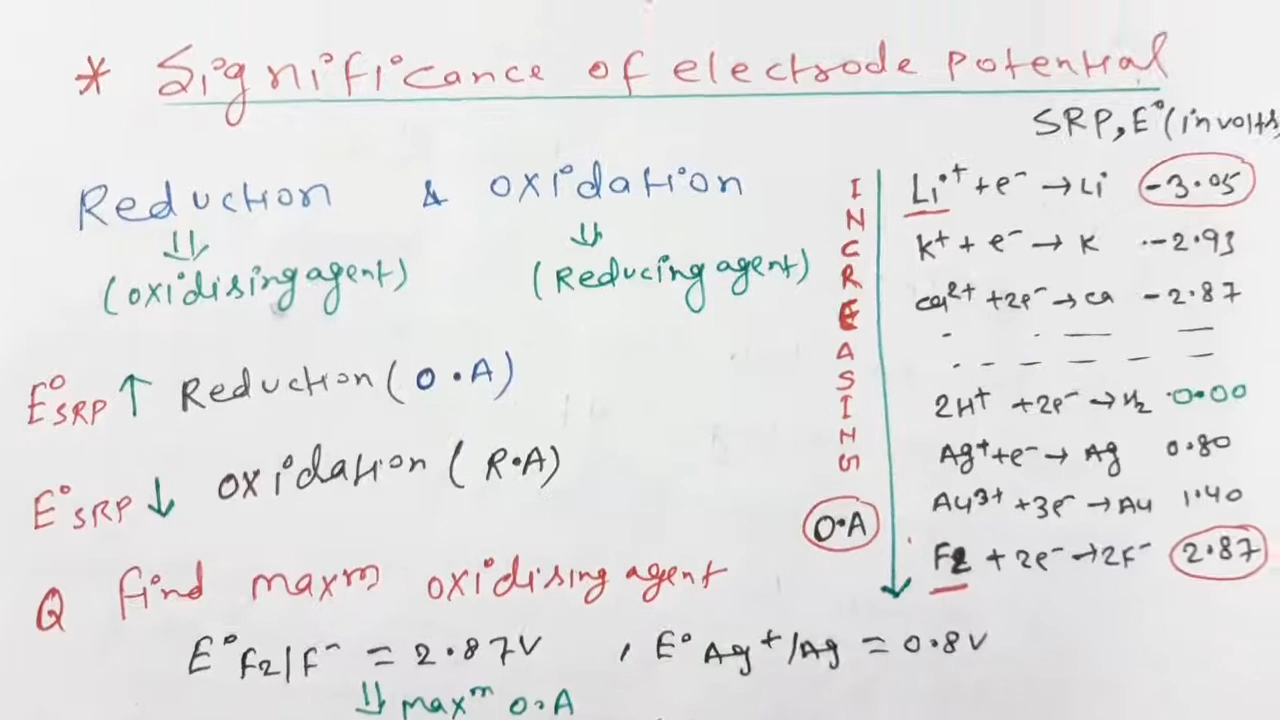 * Significance of electrode potential
SRP, E° (in volts
Reduction & oxidation
(oxidising agent) (Reducing agent)
E°SRP ↑ Reduction (O.A)
E°SRP ↓ oxidation (R.A)
INCREASING
O.A
Li+ + e- → Li -3.05
K+ + e- → K -2.93
Ca2+ + 2e- → Ca -2.87
2H+ + 2e- → H2 0.00
Ag+ + e- → Ag 0.80
Au3+ + 3e- → Au 1.40
F2 + 2e- → 2F- 2.87
Q find maxm oxidising agent
E° F2/F- = 2.87V , E° Ag+/Ag = 0.8V
⇓ maxm O.A